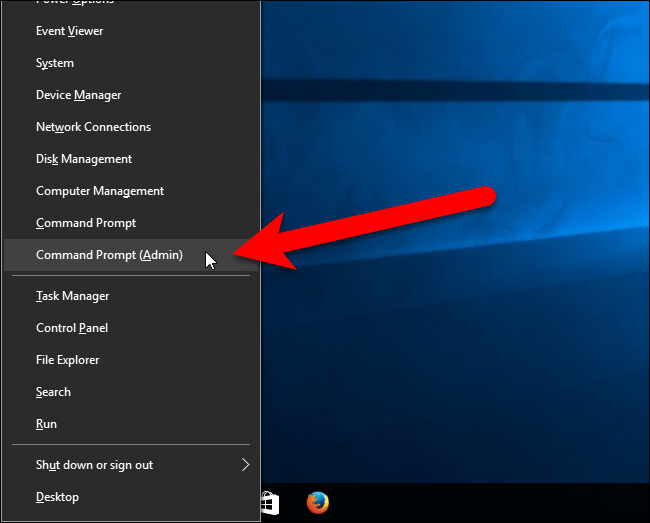 Power Options
Event Viewer
System
Device Manager
Network Connections
Disk Management
Computer Management
Command Prompt
Command Prompt (Admin)
Task Manager
Control Panel
File Explorer
Search
Run
Shut down or sign out
Desktop